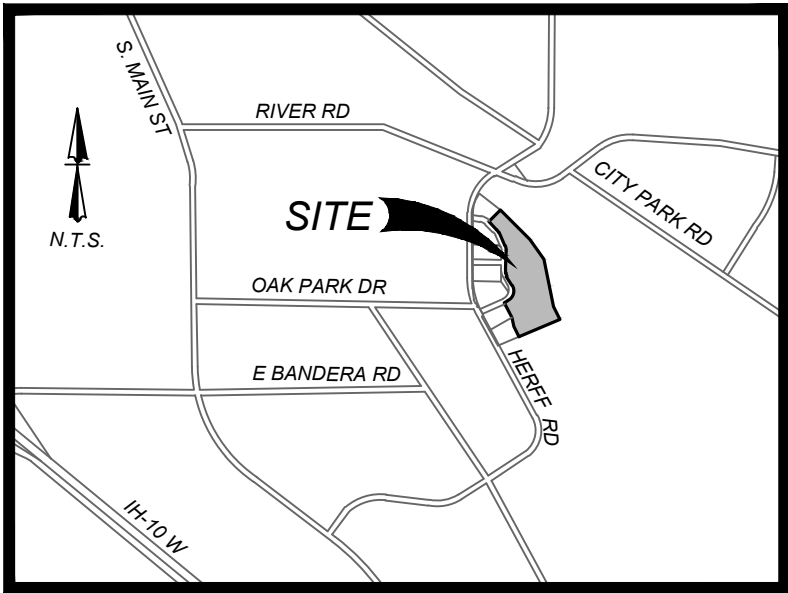 S. MAIN ST
RIVER RD
CITY PARK RD
SITE
N.T.S.
OAK PARK DR
E BANDERA RD
HERFF RD
IH-10 W